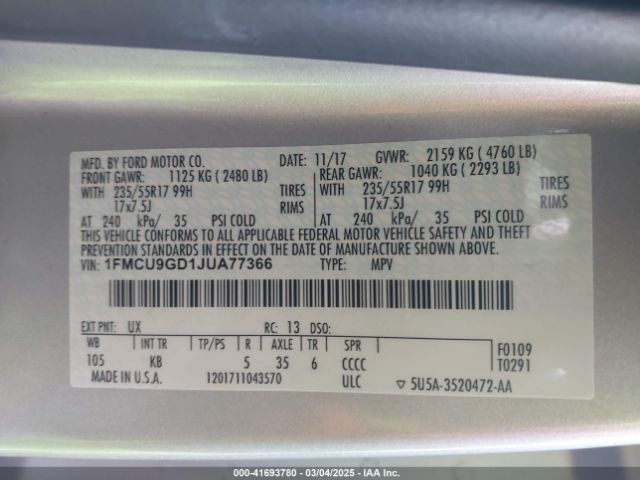 MFD. BY FORD MOTOR CO. DATE: 11/17 GVWR: 2159 KG ( 4760 LB)
FRONT GAWR: 1125 KG ( 2480 LB) REAR GAWR: 1040 KG ( 2293 LB)
WITH 235/55R17 99H TIRES WITH 235/55R17 99H TIRES
17x7.5J RIMS 17x7.5J RIMS
AT 240 kPa/ 35 PSI COLD AT 240 kPa/ 35 PSI COLD
THIS VEHICLE CONFORMS TO ALL APPLICABLE FEDERAL MOTOR VEHICLE SAFETY AND THEFT
PREVENTION STANDARDS IN EFFECT ON THE DATE OF MANUFACTURE SHOWN ABOVE.
VIN: 1FMCU9GD1JUA77366 TYPE: MPV
EXT PNT: UX RC: 13 DSO:
WB INT TR TP/PS R AXLE TR SPR F0109
105 KB 5 35 6 CCCC T0291
MADE IN U.S.A. 1201711043570 ULC ▽ 5U5A-3520472-AA
000-41693780 - 03/04/2025 - IAA Inc.